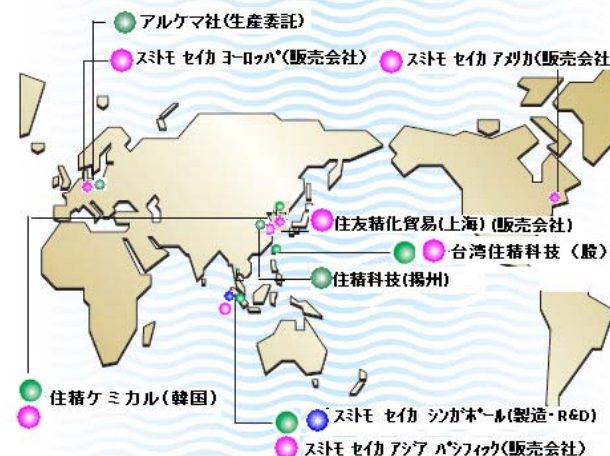 アルケマ社(生産委託)
スミトモ セイカ ヨーロッパ(販売会社)
スミトモ セイカ アメリカ(販売会社
住友精化貿易(上海) (販売会社)
台湾住精科技（股）
住精科技(揚州)
住精ケミカル(韓国)
スミトモ セイカ シンガポール(製造・R&D)
スミトモ セイカ アジア パシフィック(販売会社)